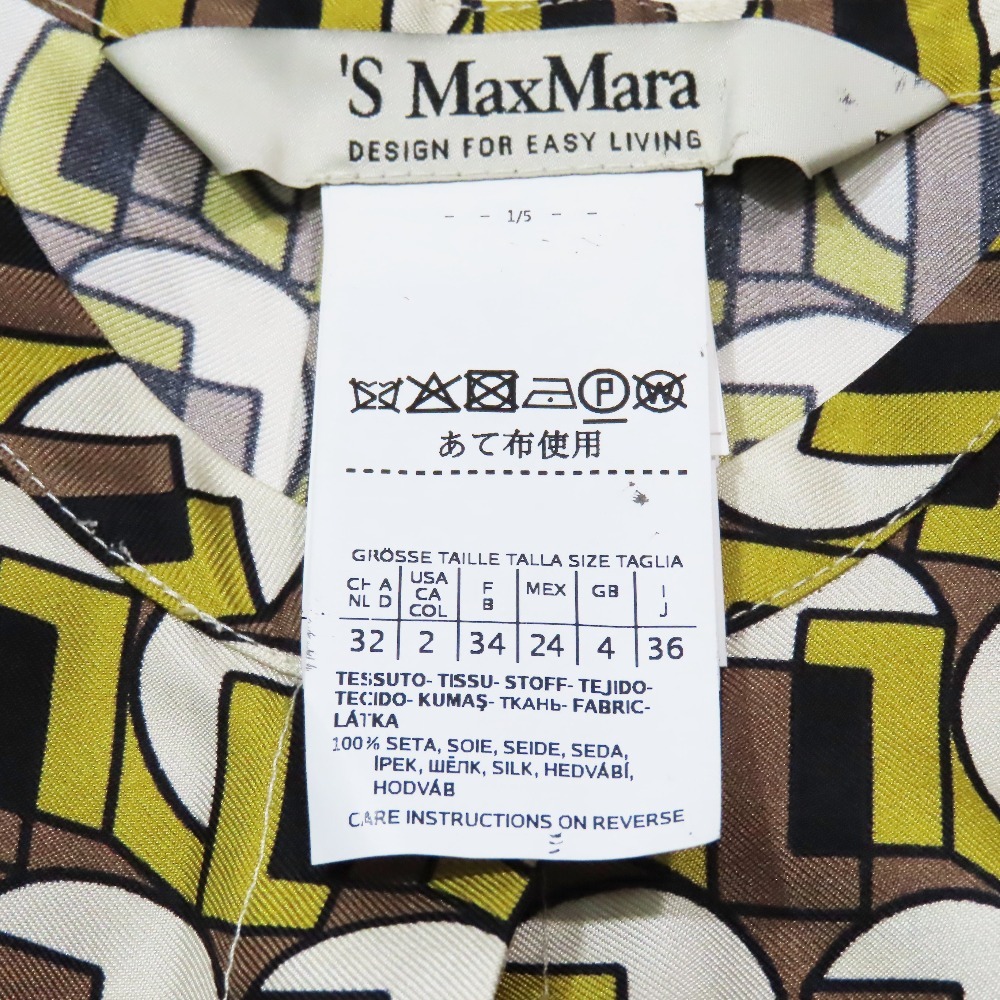 'S MaxMara
DESIGN FOR EASY LIVING
- - 1/5 - -
P W
あて布使用
GRÖSSE TAILLE TALLA SIZE TAGLIA
CH A NL D USA CA COL F B MEX GB I J
32 2 34 24 4 36
TESSUTO- TISSU- STOFF- TEJIDO-
TECIDO- KUMAŞ- ТКАНЬ- FABRIC-
LÁTKA
100% SETA, SOIE, SEIDE, SEDA,
İPEK, ШЁЛК, SILK, HEDVÁBÍ,
HODVÁB
CARE INSTRUCTIONS ON REVERSE